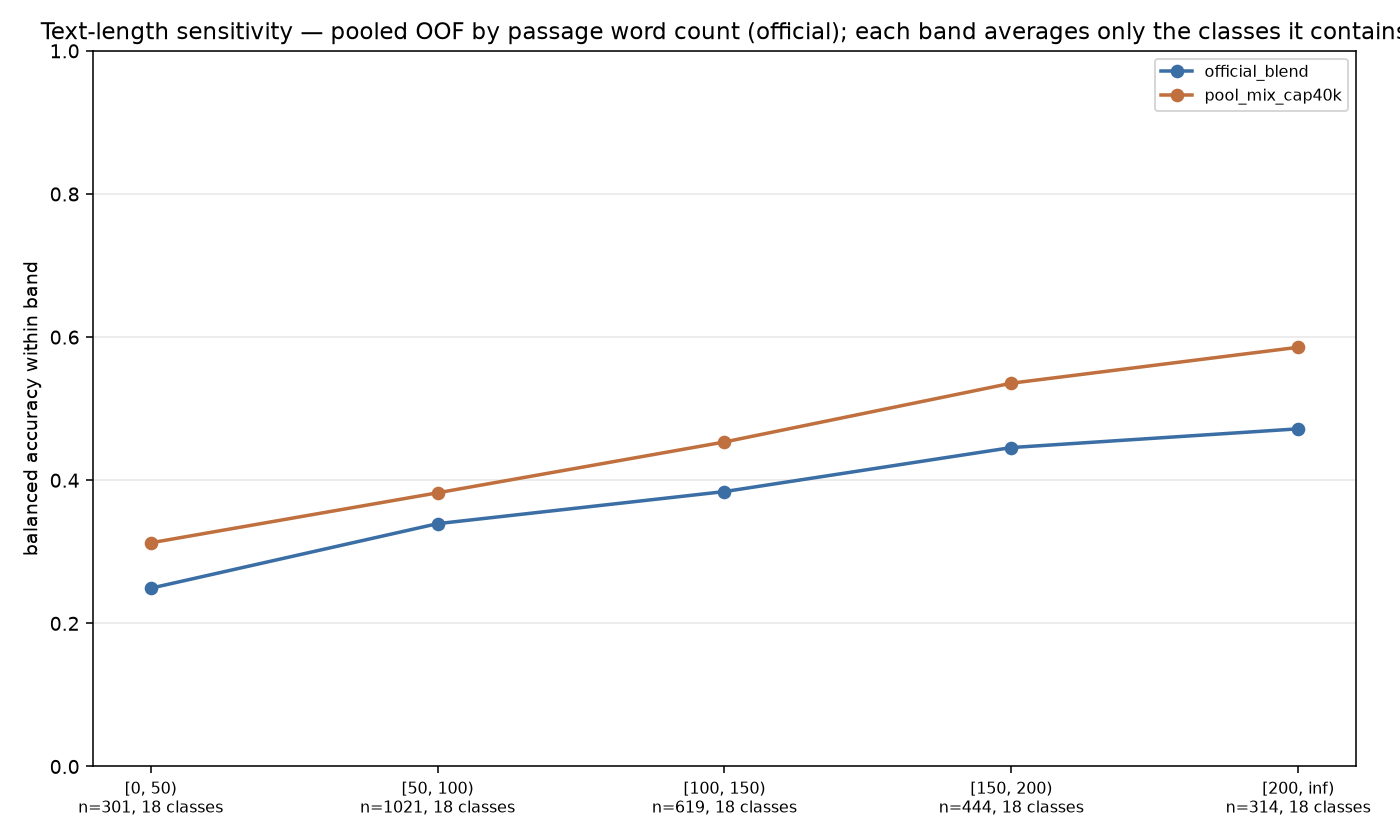 Text-length sensitivity — pooled OOF by passage word count (official); each band averages only the classes it contains
official_blend
pool_mix_cap40k
balanced accuracy within band
1.0
0.8
0.6
0.4
0.2
0.0
[0, 50)
n=301, 18 classes
[50, 100)
n=1021, 18 classes
[100, 150)
n=619, 18 classes
[150, 200)
n=444, 18 classes
[200, inf)
n=314, 18 classes